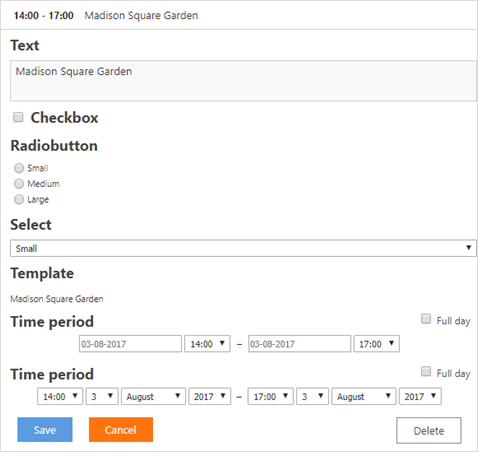 14:00 - 17:00 Madison Square Garden
Text
Madison Square Garden
Checkbox
Radiobutton
Small
Medium
Large
Select
Small
Template
Madison Square Garden
Time period Full day
03-08-2017 14:00 – 03-08-2017 17:00
Time period Full day
14:00 3 August 2017 – 17:00 3 August 2017
Save Cancel Delete